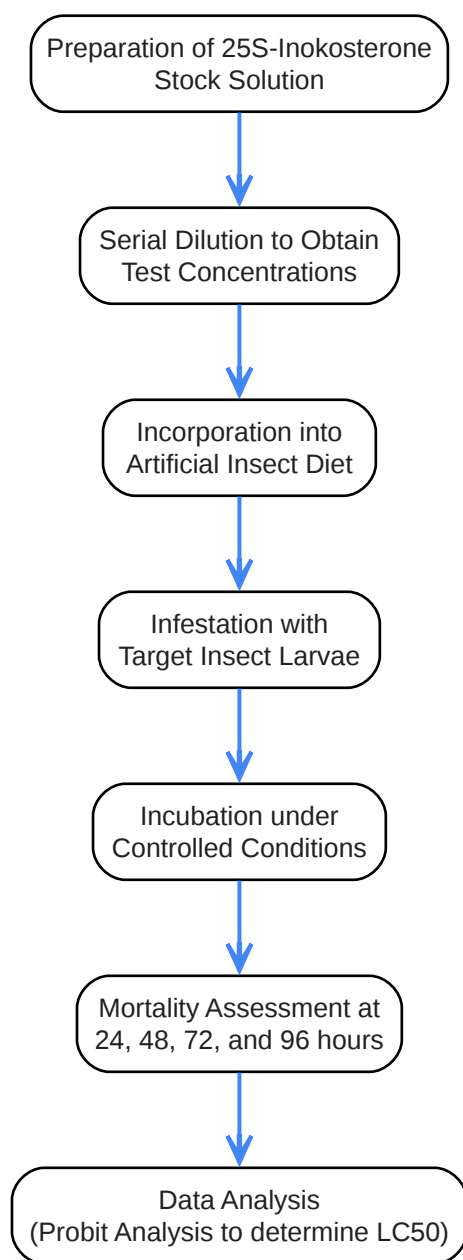 Preparation of 25S-Inokosterone
Stock Solution
Serial Dilution to Obtain
Test Concentrations
Incorporation into
Artificial Insect Diet
Infestation with
Target Insect Larvae
Incubation under
Controlled Conditions
Mortality Assessment at
24, 48, 72, and 96 hours
Data Analysis
(Probit Analysis to determine LC50)